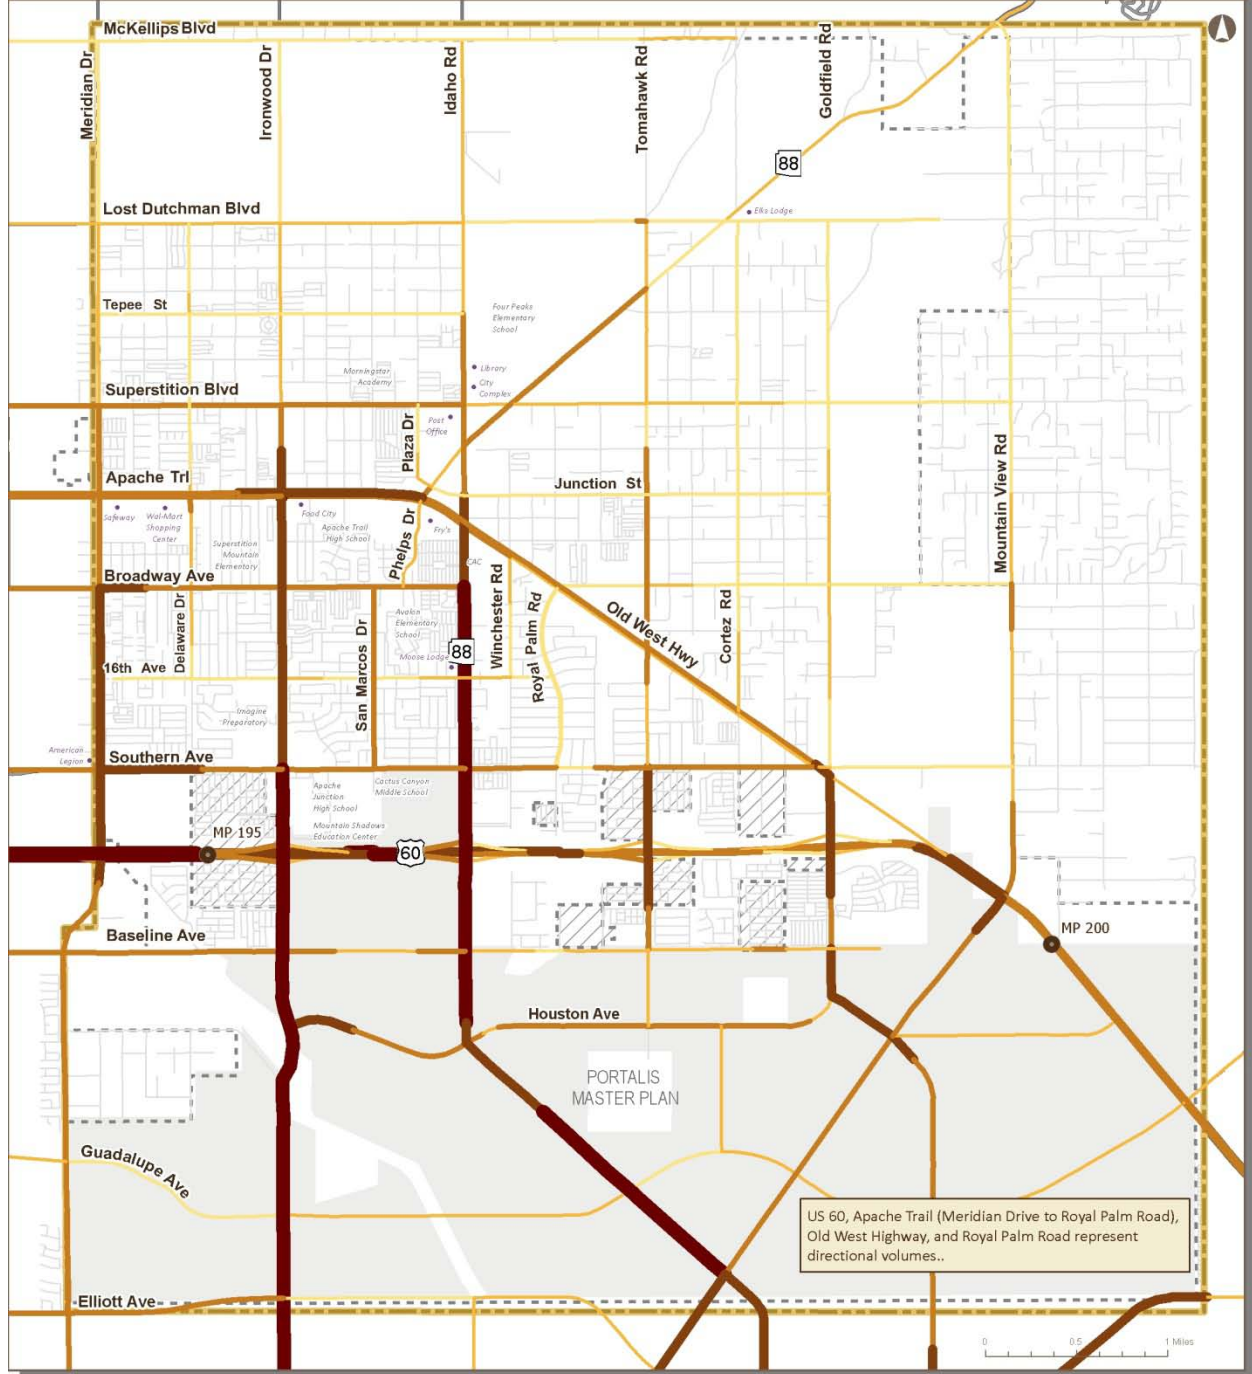 McKellips Blvd
Meridian Dr
Ironwood Dr
Idaho Rd
Tomahawk Rd
Goldfield Rd
88
Lost Dutchman Blvd
Elks Lodge
Tepee St
Four Peaks
Elementary
School
Morningstar
Academy
Library
City
Complex
Superstition Blvd
Post
Office
Plaza Dr
Apache Trl
Junction St
Mountain View Rd
Safeway
Wal-Mart
Shopping
Center
Food City
Apache Trail
High School
Fry's
Phelps Dr
Superstition
Mountain
Elementary
CAC
Broadway Ave
Delaware Dr
San Marcos Dr
Avalon
Elementary
School
Moose Lodge
88
Winchester Rd
Royal Palm Rd
Old West Hwy
Cortez Rd
16th Ave
Imagine
Preparatory
American
Legion
Southern Ave
Apache
Junction
High School
Cactus Canyon
Middle School
Mountain Shadows
Education Center
MP 195
60
Baseline Ave
MP 200
Houston Ave
PORTALIS
MASTER PLAN
Guadalupe Ave
US 60, Apache Trail (Meridian Drive to Royal Palm Road),
Old West Highway, and Royal Palm Road represent
directional volumes..
Elliott Ave
0 0.5 1 Miles